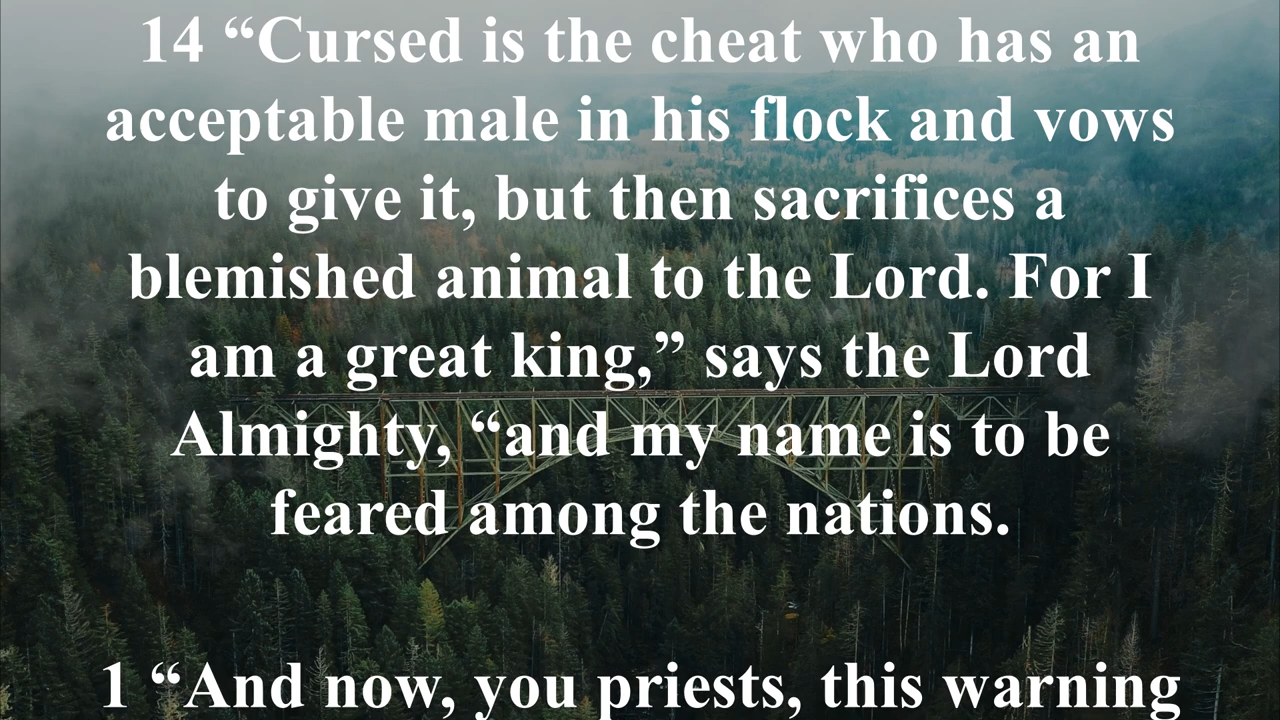 14 “Cursed is the cheat who has an
acceptable male in his flock and vows
to give it, but then sacrifices a
blemished animal to the Lord. For I
am a great king,” says the Lord
Almighty, “and my name is to be
feared among the nations.
1 “And now, you priests, this warning